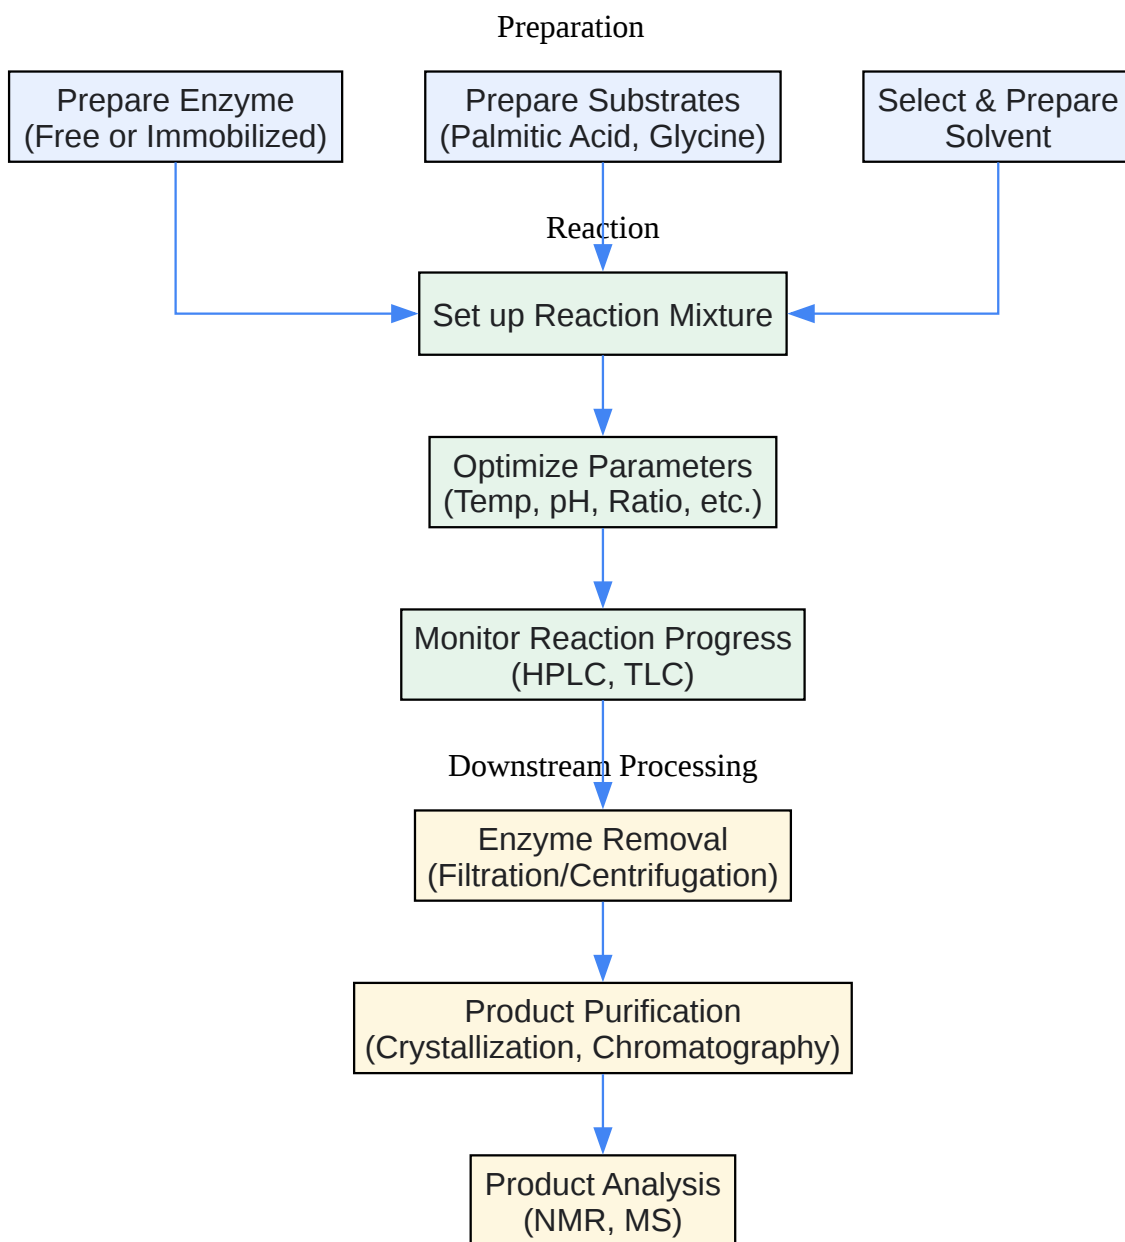 Preparation
Prepare Enzyme
(Free or Immobilized)
Prepare Substrates
(Palmitic Acid, Glycine)
Select & Prepare
Solvent
Reaction
Set up Reaction Mixture
Optimize Parameters
(Temp, pH, Ratio, etc.)
Monitor Reaction Progress
(HPLC, TLC)
Downstream Processing
Enzyme Removal
(Filtration/Centrifugation)
Product Purification
(Crystallization, Chromatography)
Product Analysis
(NMR, MS)